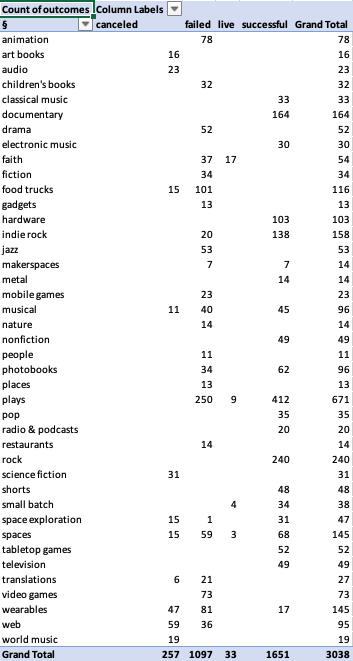 Count of outcomes Column Labels
§ canceled failed live successful Grand Total
animation 78 78
art books 16 16
audio 23 23
children's books 32 32
classical music 33 33
documentary 164 164
drama 52 52
electronic music 30 30
faith 37 17 54
fiction 34 34
food trucks 15 101 116
gadgets 13 13
hardware 103 103
indie rock 20 138 158
jazz 53 53
makerspaces 7 7 14
metal 14 14
mobile games 23 23
musical 11 40 45 96
nature 14 14
nonfiction 49 49
people 11 11
photobooks 34 62 96
places 13 13
plays 250 9 412 671
pop 35 35
radio & podcasts 20 20
restaurants 14 14
rock 240 240
science fiction 31 31
shorts 48 48
small batch 4 34 38
space exploration 15 1 31 47
spaces 15 59 3 68 145
tabletop games 52 52
television 49 49
translations 6 21 27
video games 73 73
wearables 47 81 17 145
web 59 36 95
world music 19 19
Grand Total 257 1097 33 1651 3038